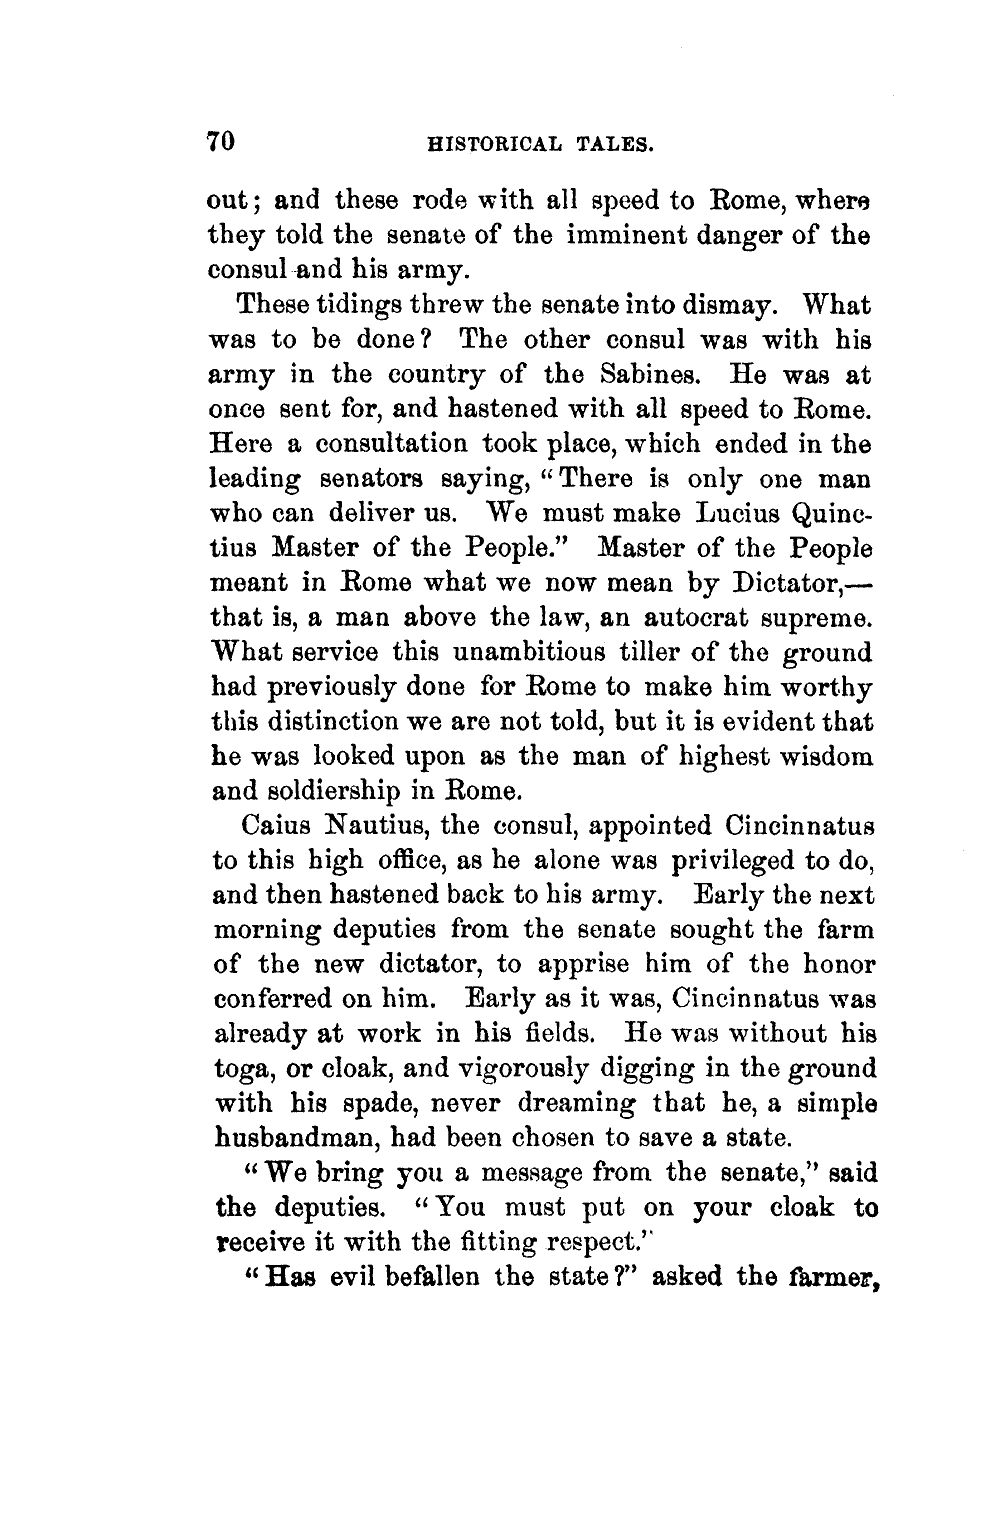 70 HISTORICAL TALES.
out; and these rode with all speed to Rome, where
they told the senate of the imminent danger of the
consul and his army.
These tidings threw the senate into dismay. What
was to be done? The other consul was with his
army in the country of the Sabines. He was at
once sent for, and hastened with all speed to Rome.
Here a consultation took place, which ended in the
leading senators saying, “There is only one man
who can deliver us. We must make Lucius Quinc-
tius Master of the People.” Master of the People
meant in Rome what we now mean by Dictator,—
that is, a man above the law, an autocrat supreme.
What service this unambitious tiller of the ground
had previously done for Rome to make him worthy
this distinction we are not told, but it is evident that
he was looked upon as the man of highest wisdom
and soldiership in Rome.
Caius Nautius, the consul, appointed Cincinnatus
to this high office, as he alone was privileged to do,
and then hastened back to his army. Early the next
morning deputies from the senate sought the farm
of the new dictator, to apprise him of the honor
conferred on him. Early as it was, Cincinnatus was
already at work in his fields. He was without his
toga, or cloak, and vigorously digging in the ground
with his spade, never dreaming that he, a simple
husbandman, had been chosen to save a state.
“We bring you a message from the senate,” said
the deputies. “You must put on your cloak to
receive it with the fitting respect.”
“Has evil befallen the state?” asked the farmer,